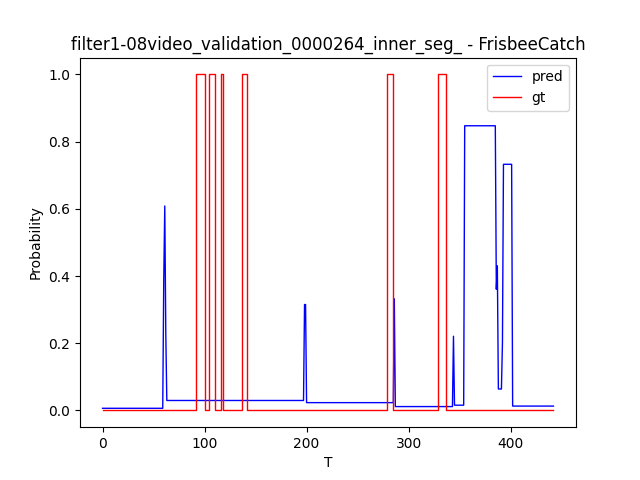 filter1-08video_validation_0000264_inner_seg_ - FrisbeeCatch
pred
gt
1.0
0.8
0.6
0.4
0.2
0.0
Probability
0
100
200
300
400
T